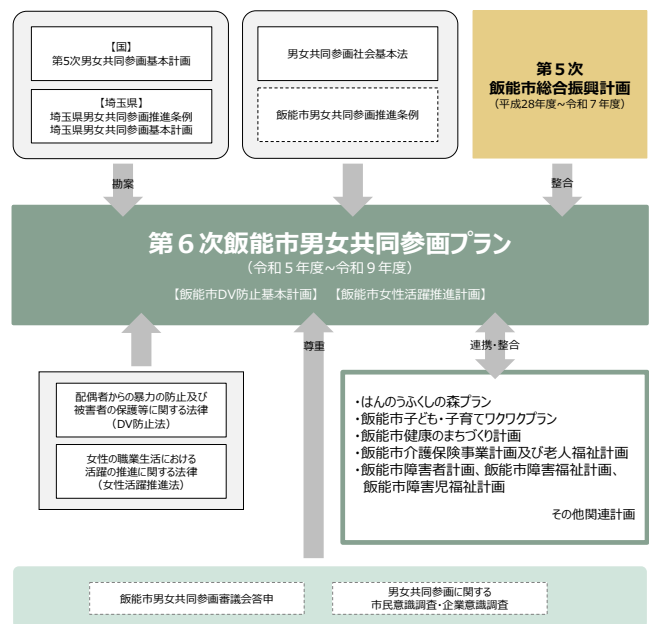 【国】
第5次男女共同参画基本計画
【埼玉県】
埼玉県男女共同参画推進条例
埼玉県男女共同参画基本計画
男女共同参画社会基本法
飯能市男女共同参画推進条例
第５次
飯能市総合振興計画
（平成28年度~令和７年度）
勘案
整合
第６次飯能市男女共同参画プラン
（令和５年度~令和９年度）
【飯能市DV防止基本計画】 【飯能市女性活躍推進計画】
尊重
連携・整合
配偶者からの暴力の防止及び
被害者の保護等に関する法律
（DV防止法）
女性の職業生活における
活躍の推進に関する法律
（女性活躍推進法）
・はんのうふくしの森プラン
・飯能市子ども・子育てワクワクプラン
・飯能市健康のまちづくり計画
・飯能市介護保険事業計画及び老人福祉計画
・飯能市障害者計画、飯能市障害福祉計画、
飯能市障害児福祉計画
その他関連計画
飯能市男女共同参画審議会答申
男女共同参画に関する
市民意識調査・企業意識調査